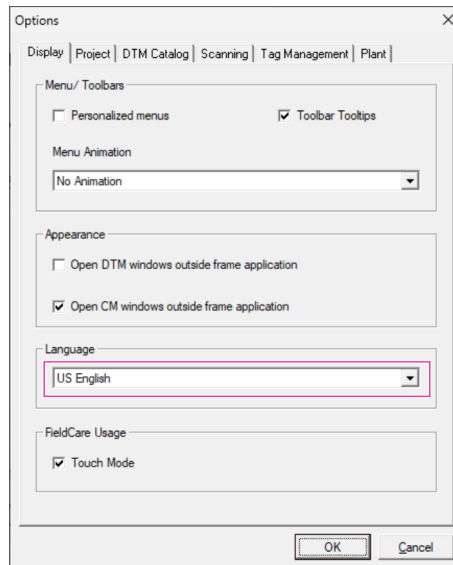 Options
Display
Project
DTM Catalog
Scanning
Tag Management
Plant
Menu/ Toolbars
Personalized menus
Toolbar Tooltips
Menu Animation
No Animation
Appearance
Open DTM windows outside frame application
Open CM windows outside frame application
Language
US English
FieldCare Usage
Touch Mode
OK
Cancel